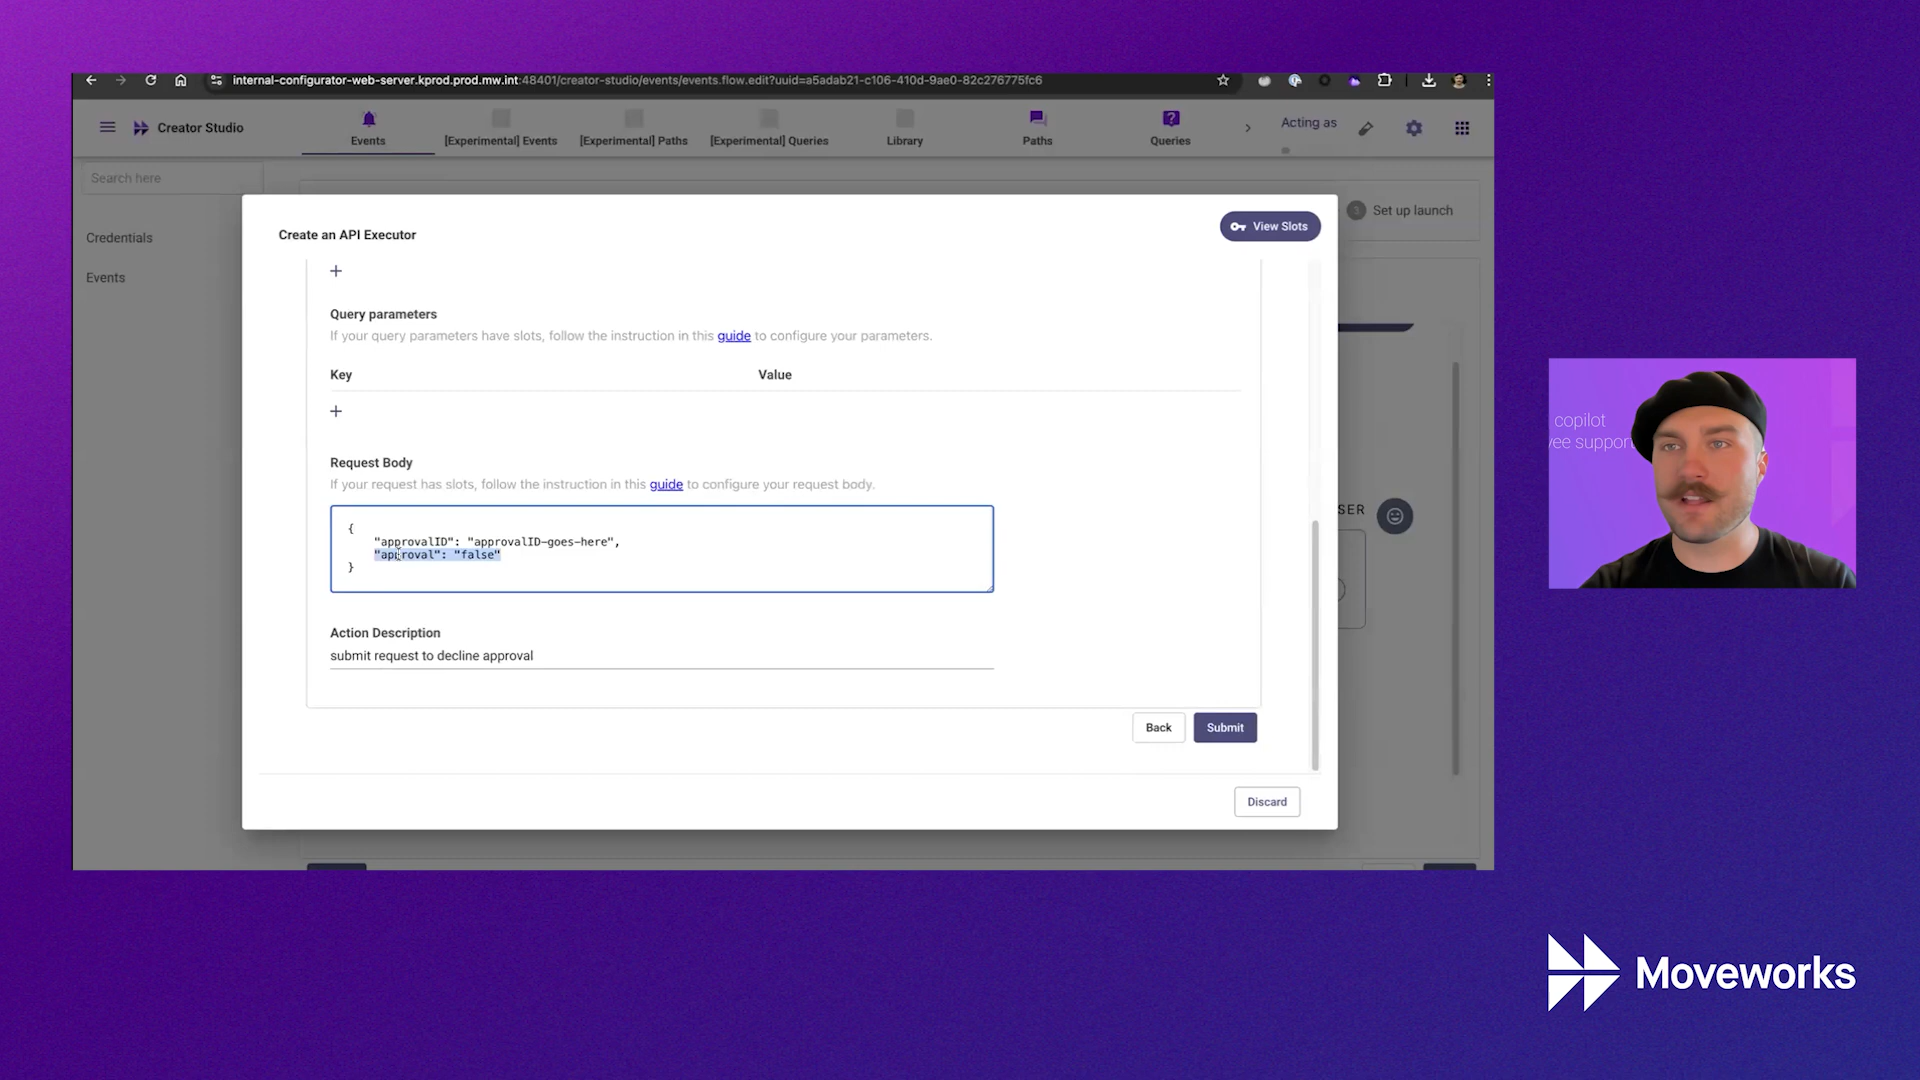 internal-configurator-web-server.kprod.prod.mw.int:48401/creator-studio/events/events.flow.edit?uuid=a5adab21-c106-410d-9ae0-82c276775fc6
Creator Studio
Events
[Experimental] Events
[Experimental] Paths
[Experimental] Queries
Library
Paths
Queries
Acting as
Search here
Credentials
Events
3 Set up launch
Create an API Executor
View Slots
Query parameters
If your query parameters have slots, follow the instruction in this guide to configure your parameters.
Key Value
Request Body
If your request has slots, follow the instruction in this guide to configure your request body.
{
"approvalID": "approvalID-goes-here",
"approval": "false"
}
SER
Action Description
submit request to decline approval
Back Submit
Discard
copilot
yee support
Moveworks